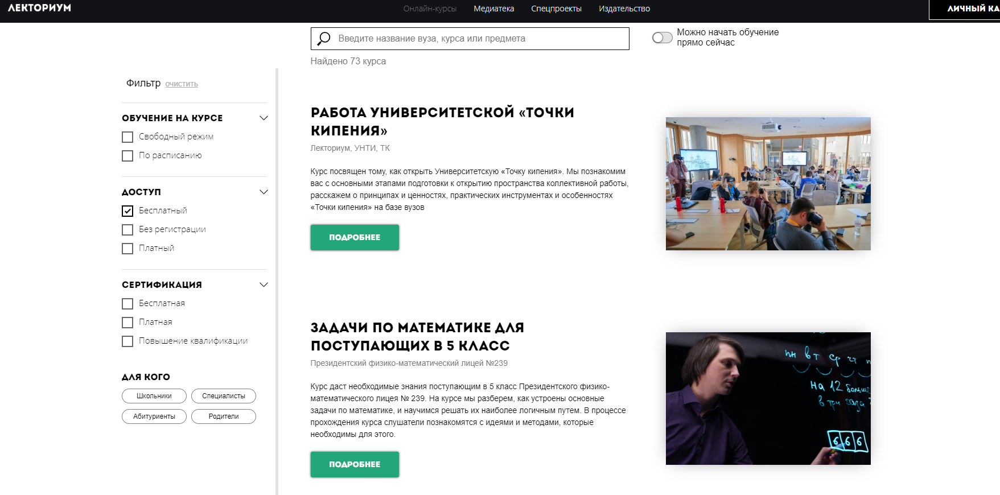 ЛЕКТОРИУМ
Онлайн-курсы Медиатека Спецпроекты Издательство
ЛИЧНЫЙ КА
Введите название вуза, курса или предмета
Можно начать обучение
прямо сейчас
Найдено 73 курса
Фильтр очистить
ОБУЧЕНИЕ НА КУРСЕ
Свободный режим
По расписанию
ДОСТУП
Бесплатный
Без регистрации
Платный
СЕРТИФИКАЦИЯ
Бесплатная
Платная
Повышение квалификации
ДЛЯ КОГО
Школьники Специалисты
Абитуриенты Родители
РАБОТА УНИВЕРСИТЕТСКОЙ «ТОЧКИ
КИПЕНИЯ»
Лекториум, УНТИ, ТК
Курс посвящен тому, как открыть Университетскую «Точку кипения». Мы познакомим
вас с основными этапами подготовки к открытию пространства коллективной работы,
расскажем о принципах и ценностях, практических инструментах и особенностях
«Точки кипения» на базе вузов
ПОДРОБНЕЕ
ЗАДАЧИ ПО МАТЕМАТИКЕ ДЛЯ
ПОСТУПАЮЩИХ В 5 КЛАСС
Президентский физико-математический лицей №239
Курс даст необходимые знания поступающим в 5 класс Президентского физико-
математического лицея № 239. На курсе мы разберем, как устроены основные
задачи по математике, и научимся решать их наиболее логичным путем. В процессе
прохождения курса слушатели познакомятся с идеями и методами, которые
необходимы для этого.
ПОДРОБНЕЕ
пн вт ср чт п
на 12 больше
в три раза
6 6 6